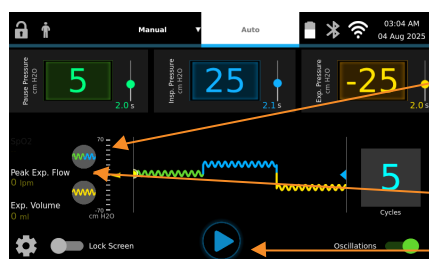 Manual ▼ Auto
03:04 AM
04 Aug 2025
Pause Pressure
cm H2O
5
2.0 s
Insp. Pressure
cm H2O
25
2.1 s
Exp. Pressure
cm H2O
-25
2.0 s
SpO2
70
Peak Exp. Flow
0 lpm
Exp. Volume
0 ml
-70
cm H2O
5
Cycles
Lock Screen
Oscillations